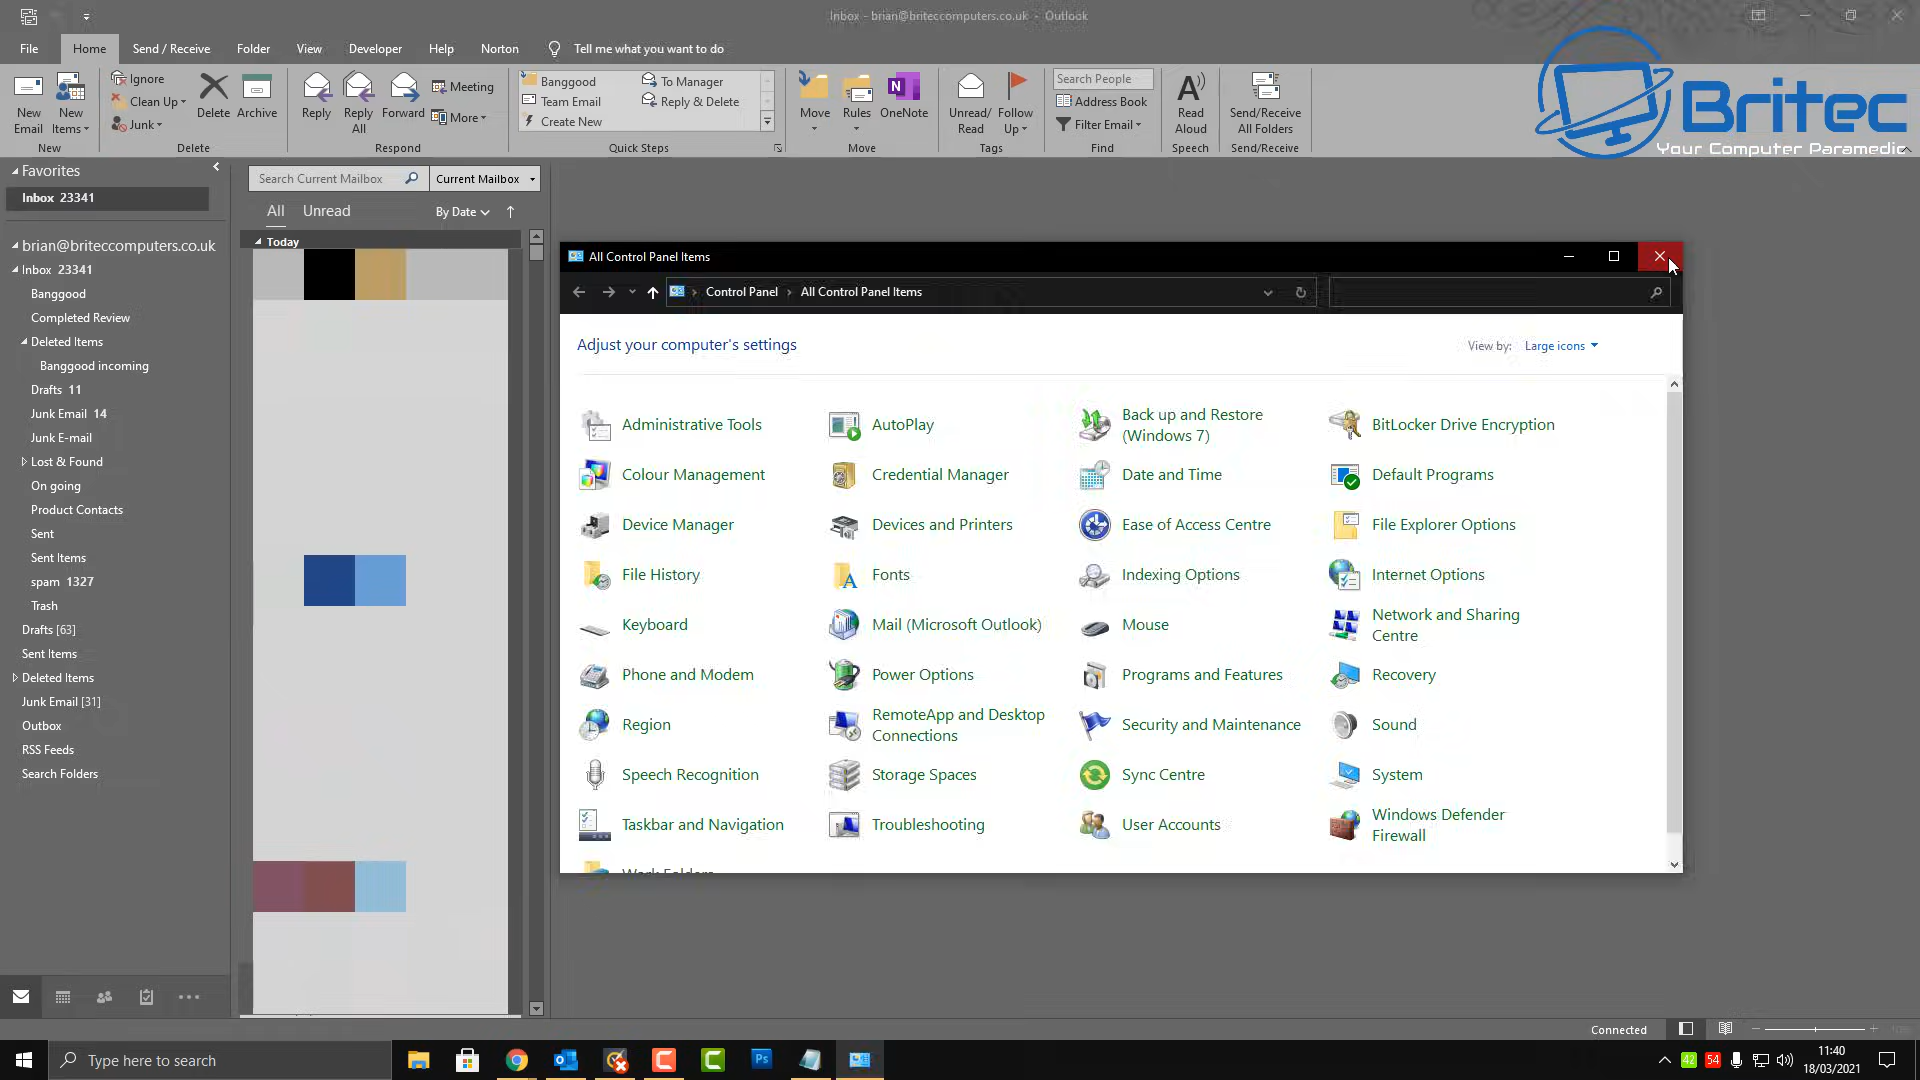 Inbox - brian@briteccomputers.co.uk - Outlook
File Home Send / Receive Folder View Developer Help Norton Tell me what you want to do
New Email
New Items
New
Ignore
Clean Up
Junk
Delete
Archive
Delete
Reply
Reply All
Forward
Meeting
More
Respond
Banggood
Team Email
Create New
To Manager
Reply & Delete
Quick Steps
Move
Rules
OneNote
Move
Unread/ Read
Follow Up
Tags
Search People
Address Book
Filter Email
Find
Read Aloud
Speech
Send/Receive All Folders
Send/Receive
Britec
Your Computer Paramedic
Favorites
Inbox 23341
brian@briteccomputers.co.uk
Inbox 23341
Banggood
Completed Review
Deleted Items
Banggood incoming
Drafts 11
Junk Email 14
Junk E-mail
Lost & Found
On going
Product Contacts
Sent
Sent Items
spam 1327
Trash
Drafts [63]
Sent Items
Deleted Items
Junk Email [31]
Outbox
RSS Feeds
Search Folders
Search Current Mailbox
Current Mailbox
All Unread By Date
Today
All Control Panel Items
Control Panel All Control Panel Items
Adjust your computer's settings
View by: Large icons
Administrative Tools
AutoPlay
Back up and Restore
(Windows 7)
BitLocker Drive Encryption
Colour Management
Credential Manager
Date and Time
Default Programs
Device Manager
Devices and Printers
Ease of Access Centre
File Explorer Options
File History
Fonts
Indexing Options
Internet Options
Keyboard
Mail (Microsoft Outlook)
Mouse
Network and Sharing
Centre
Phone and Modem
Power Options
Programs and Features
Recovery
Region
RemoteApp and Desktop
Connections
Security and Maintenance
Sound
Speech Recognition
Storage Spaces
Sync Centre
System
Taskbar and Navigation
Troubleshooting
User Accounts
Windows Defender
Firewall
Work Folders
Connected
Type here to search
Ps
42
54
11:40
18/03/2021